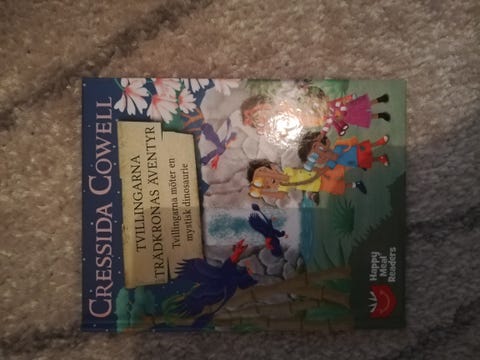 CRESSIDA COWELL
TVILLINGARNA
TRÄDKRONAS ÄVENTYR
Tvillingarna möter en
mystisk dinosaurie
Happy
Meal
Readers